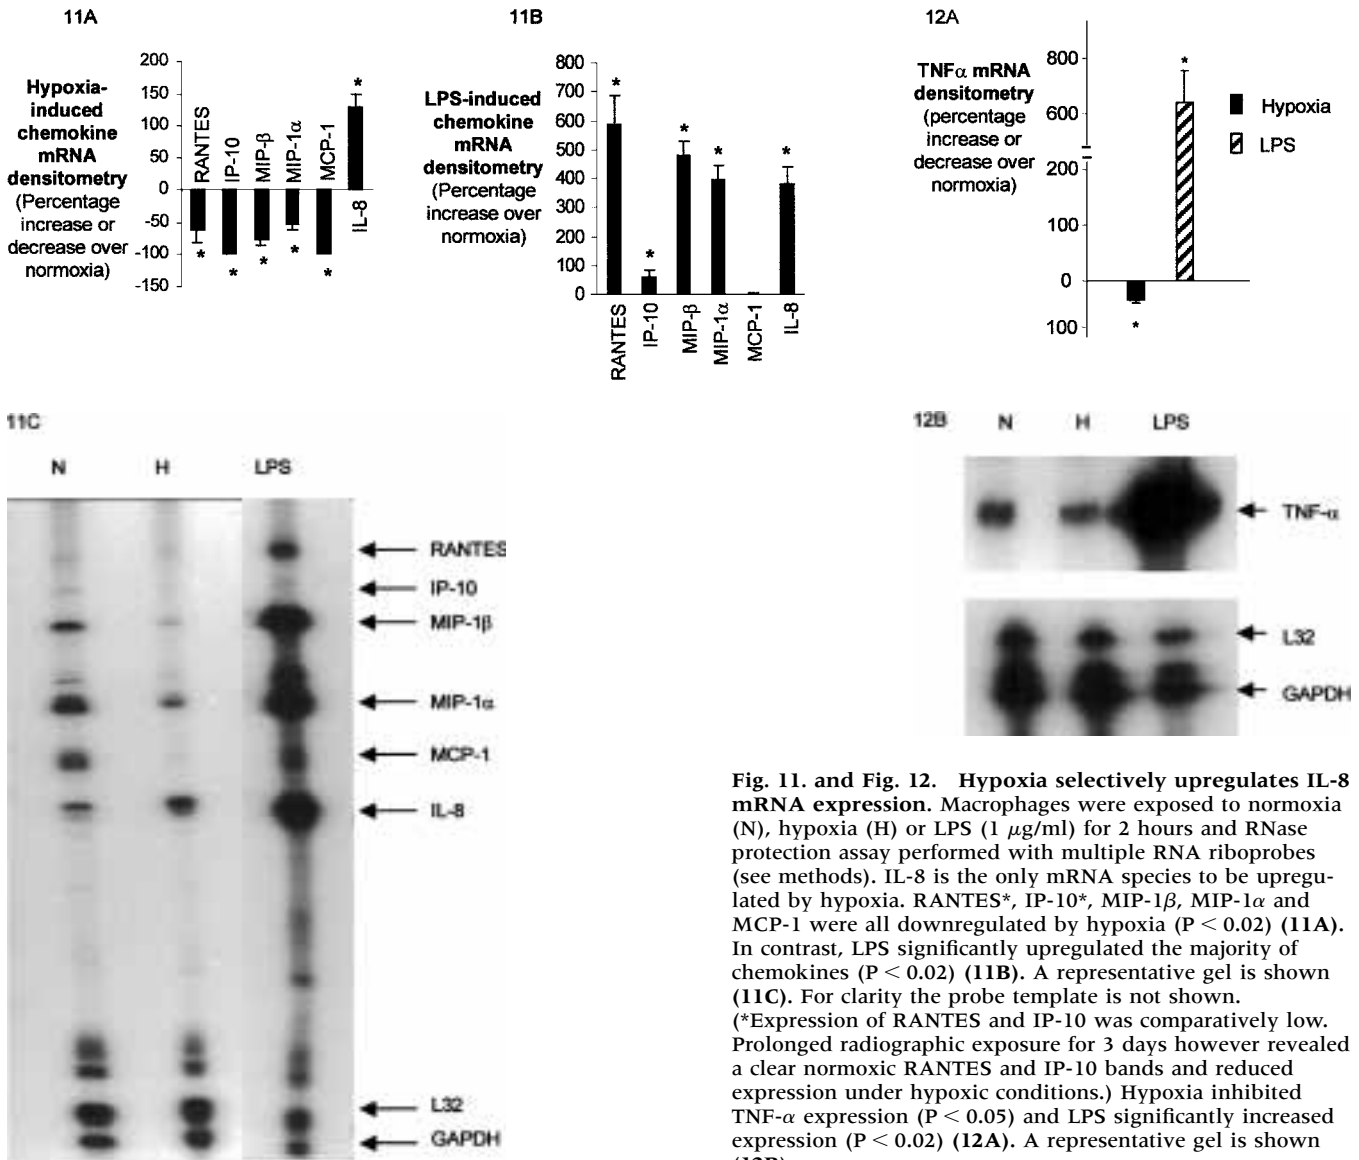 11A
Hypoxia-
induced
chemokine
mRNA
densitometry
(Percentage
increase or
decrease over
normoxia)
200
150
100
50
0
-50
-100
-150
RANTES
IP-10
MIP-β
MIP-1α
MCP-1
IL-8
*
*
*
*
*
*
11B
LPS-induced
chemokine
mRNA
densitometry
(Percentage
increase over
normoxia)
800
700
600
500
400
300
200
100
0
*
*
*
*
*
RANTES
IP-10
MIP-β
MIP-1α
MCP-1
IL-8
12A
TNFα mRNA
densitometry
(percentage
increase or
decrease over
normoxia)
800
600
200
100
0
100
*
*
Hypoxia
LPS
11C
N H LPS
RANTES
IP-10
MIP-1β
MIP-1α
MCP-1
IL-8
L32
GAPDH
12B N H LPS
TNF-α
L32
GAPDH
Fig. 11. and Fig. 12. Hypoxia selectively upregulates IL-8
mRNA expression. Macrophages were exposed to normoxia
(N), hypoxia (H) or LPS (1 μg/ml) for 2 hours and RNase
protection assay performed with multiple RNA riboprobes
(see methods). IL-8 is the only mRNA species to be upregu-
lated by hypoxia. RANTES*, IP-10*, MIP-1β, MIP-1α and
MCP-1 were all downregulated by hypoxia (P < 0.02) (11A).
In contrast, LPS significantly upregulated the majority of
chemokines (P < 0.02) (11B). A representative gel is shown
(11C). For clarity the probe template is not shown.
(*Expression of RANTES and IP-10 was comparatively low.
Prolonged radiographic exposure for 3 days however revealed
a clear normoxic RANTES and IP-10 bands and reduced
expression under hypoxic conditions.) Hypoxia inhibited
TNF-α expression (P < 0.05) and LPS significantly increased
expression (P < 0.02) (12A). A representative gel is shown